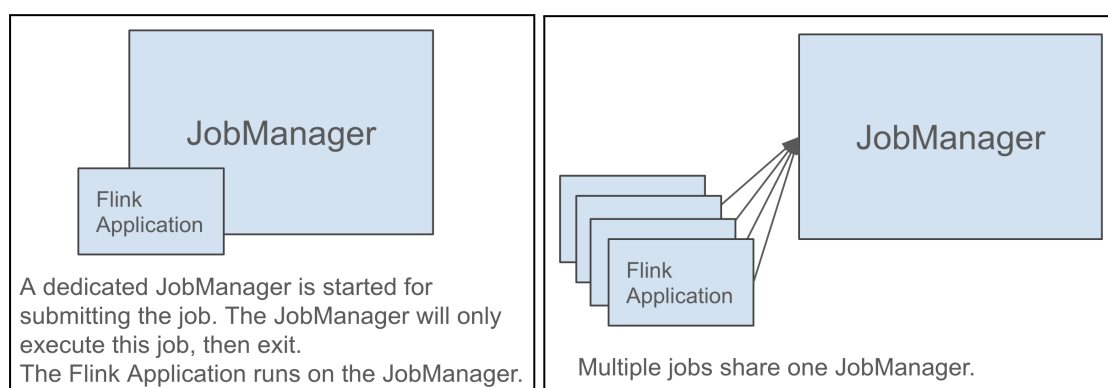 JobManager
Flink
Application
A dedicated JobManager is started for
submitting the job. The JobManager will only
execute this job, then exit.
The Flink Application runs on the JobManager.
JobManager
Flink
Application
Multiple jobs share one JobManager.